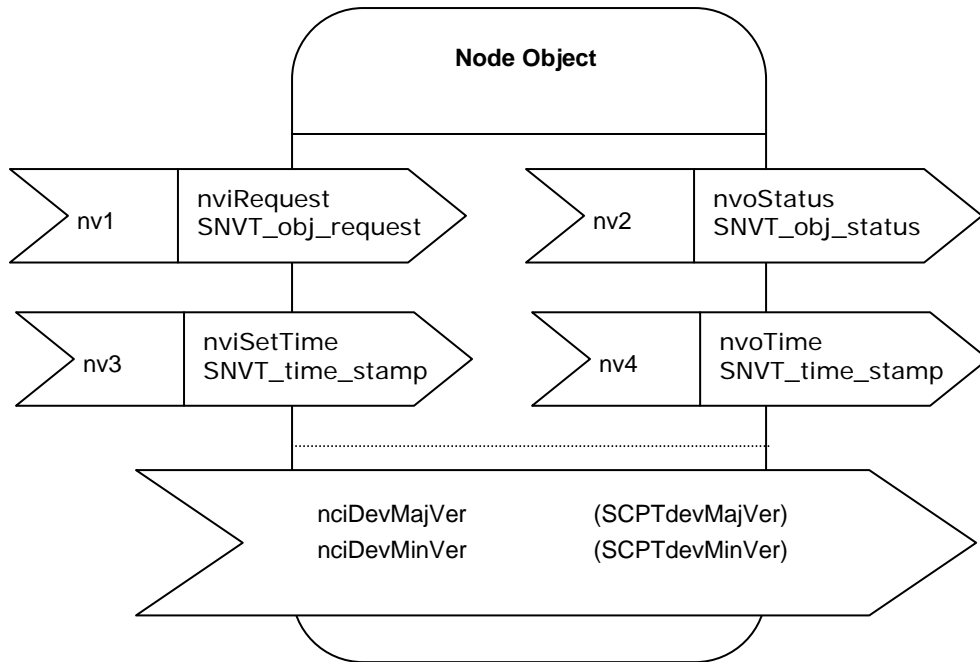 Node Object
nv1
nviRequest
SNVT_obj_request
nv2
nvoStatus
SNVT_obj_status
nv3
nviSetTime
SNVT_time_stamp
nv4
nvoTime
SNVT_time_stamp
nciDevMajVer (SCPTdevMajVer)
nciDevMinVer (SCPTdevMinVer)